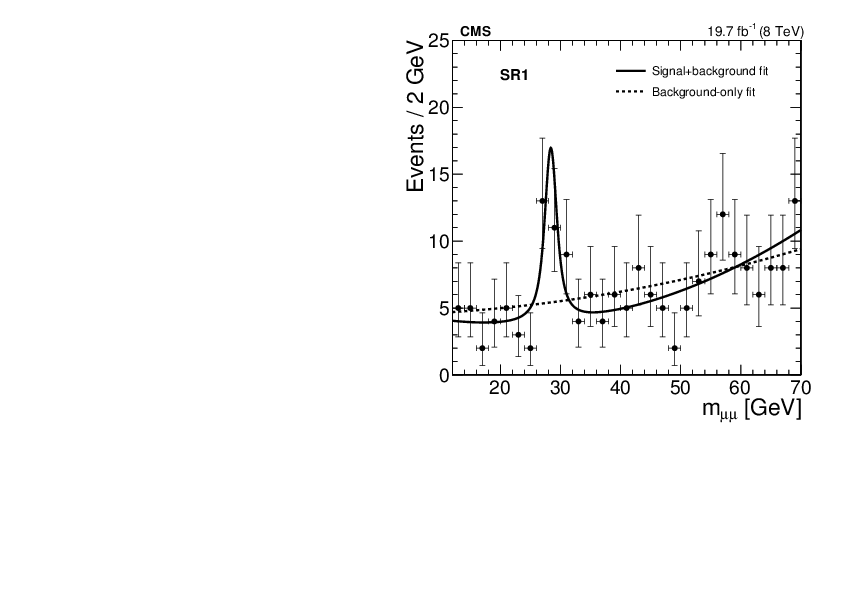 CMS 19.7 fb⁻¹ (8 TeV)
SR1
Signal+background fit
Background-only fit
Events / 2 GeV
25
20
15
10
5
0
20 30 40 50 60 70
mμμ [GeV]